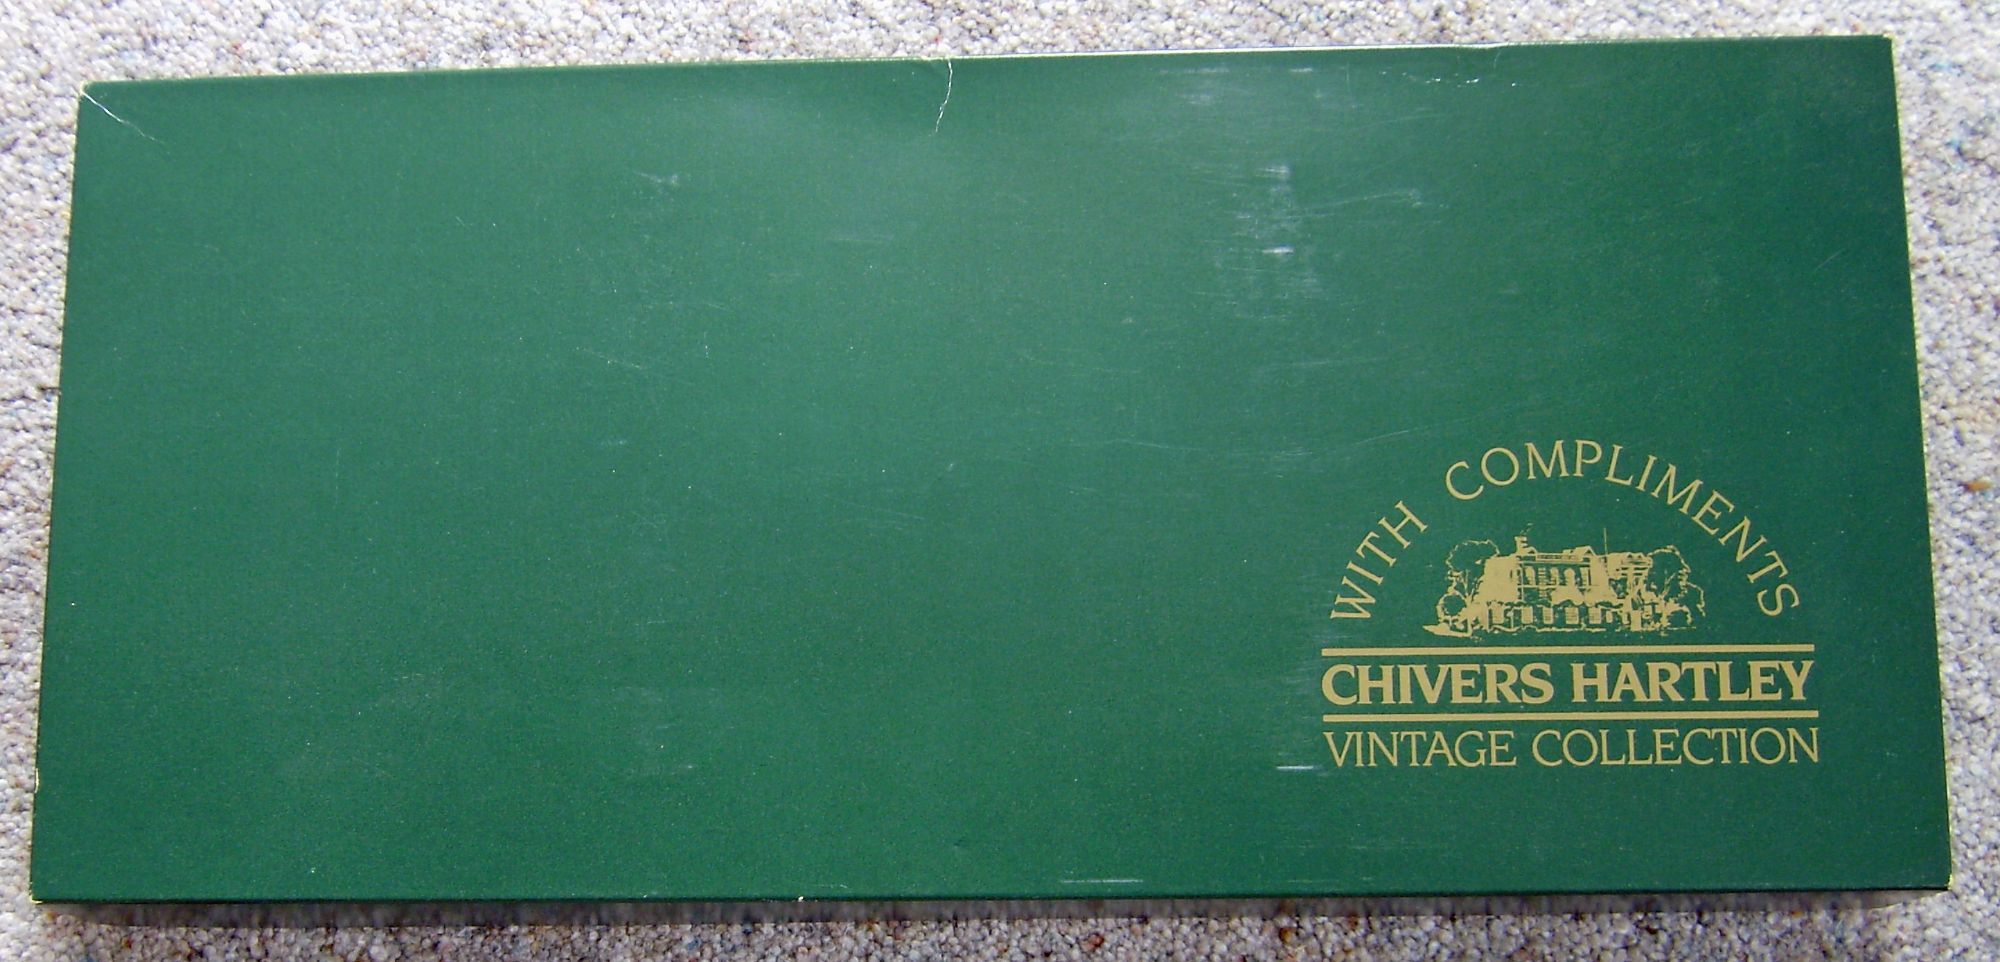 WITH COMPLIMENTS
CHIVERS HARTLEY
VINTAGE COLLECTION